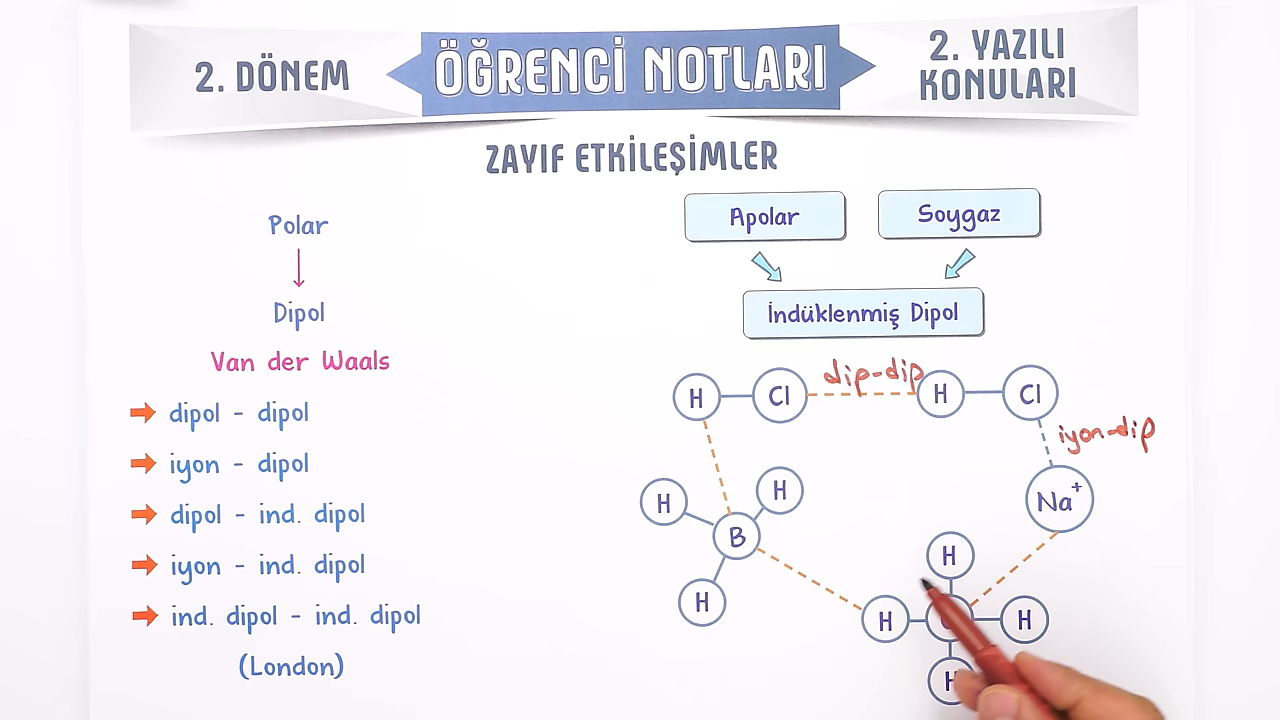 2. DÖNEM
ÖĞRENCİ NOTLARI
2. YAZILI
KONULARI
ZAYIF ETKİLEŞİMLER
Polar
Dipol
Van der Waals
dipol - dipol
iyon - dipol
dipol - ind. dipol
iyon - ind. dipol
ind. dipol - ind. dipol
(London)
Apolar
Soygaz
İndüklenmiş Dipol
H
Cl
dip-dip
H
Cl
iyon-dip
H
H
B
H
Na+
H
H
H
H